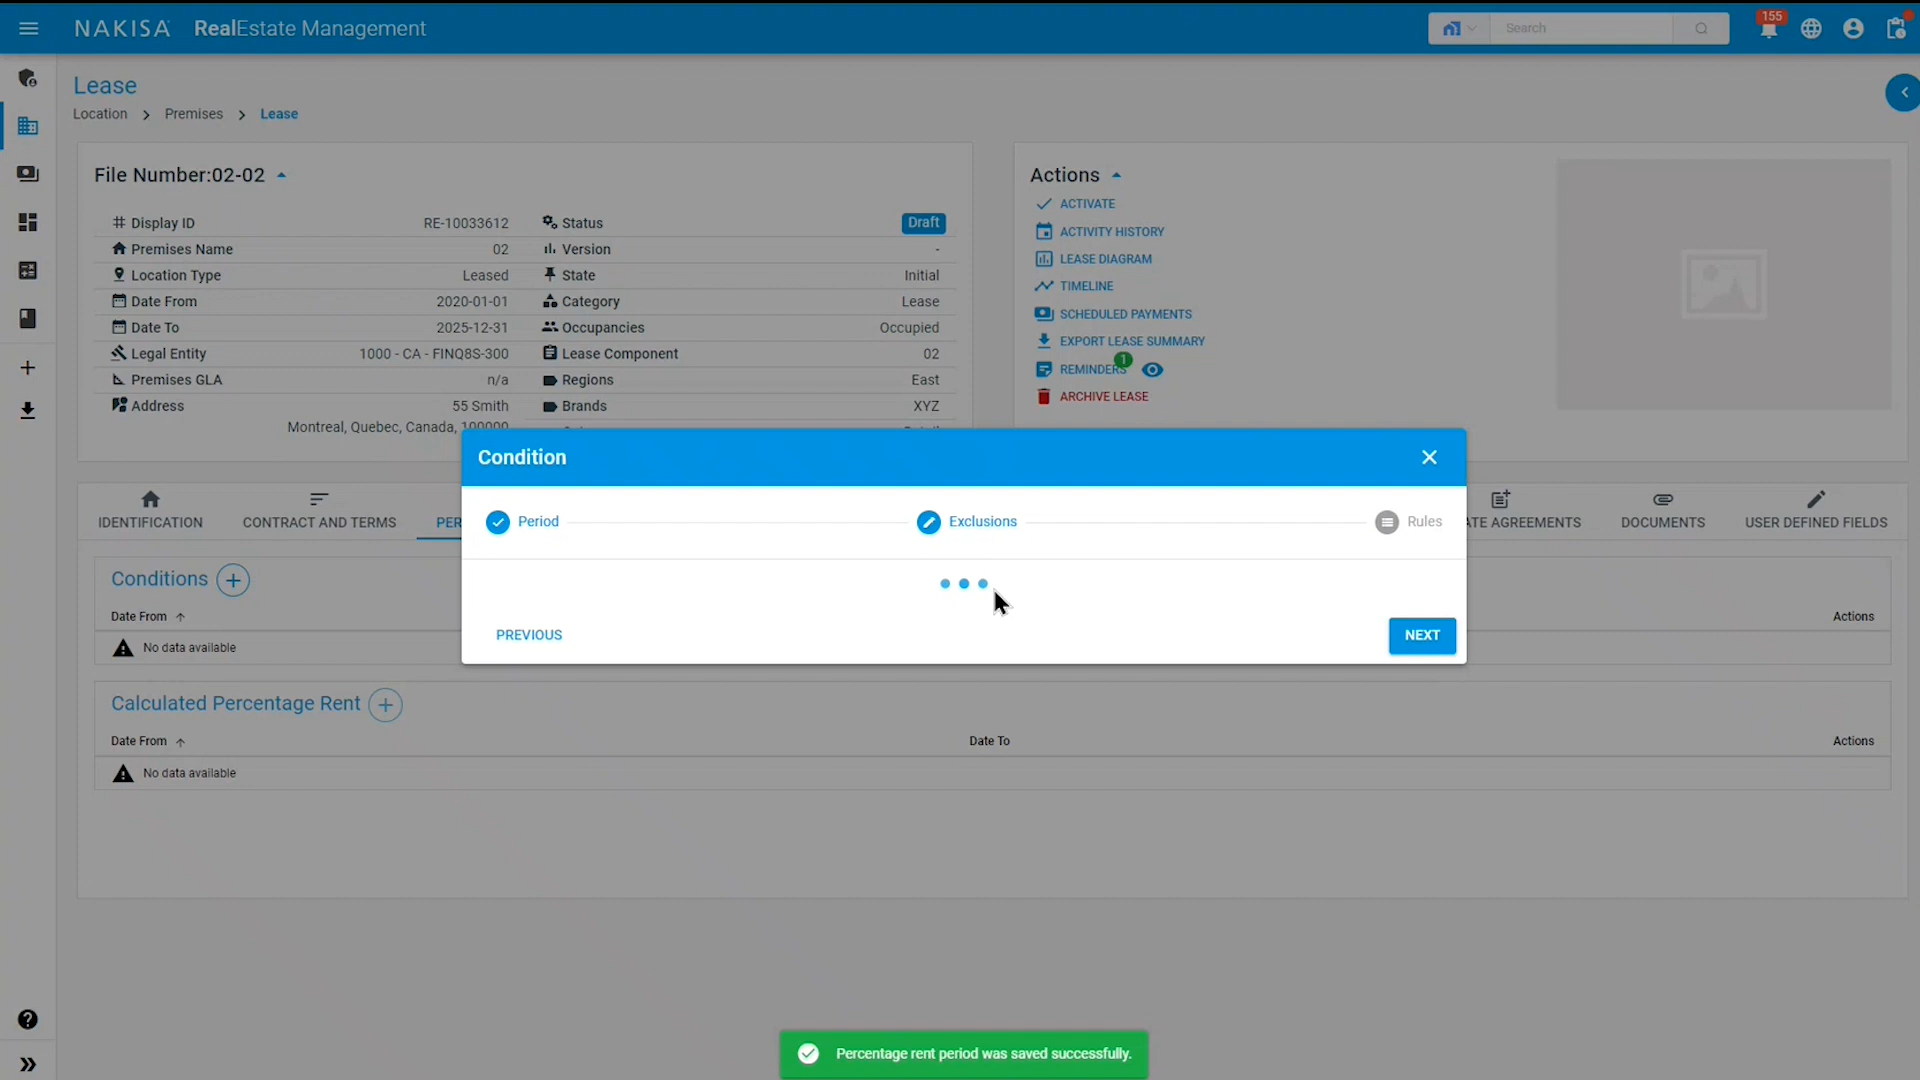 NAKISA RealEstate Management
Search
155
Lease
Location > Premises > Lease
File Number:02-02
Display ID RE-10033612 Status Draft
Premises Name 02 Version -
Location Type Leased State Initial
Date From 2020-01-01 Category Lease
Date To 2025-12-31 Occupancies Occupied
Legal Entity 1000 - CA - FINQ8S-300 Lease Component 02
Premises GLA n/a Regions East
Address 55 Smith Brands XYZ
Montreal, Quebec, Canada, 100000
Actions
ACTIVATE
ACTIVITY HISTORY
LEASE DIAGRAM
TIMELINE
SCHEDULED PAYMENTS
EXPORT LEASE SUMMARY
REMINDERS 1
ARCHIVE LEASE
Condition
Period Exclusions Rules
PREVIOUS NEXT
IDENTIFICATION CONTRACT AND TERMS PER TE AGREEMENTS DOCUMENTS USER DEFINED FIELDS
Conditions
Date From Actions
No data available
Calculated Percentage Rent
Date From Date To Actions
No data available
Percentage rent period was saved successfully.